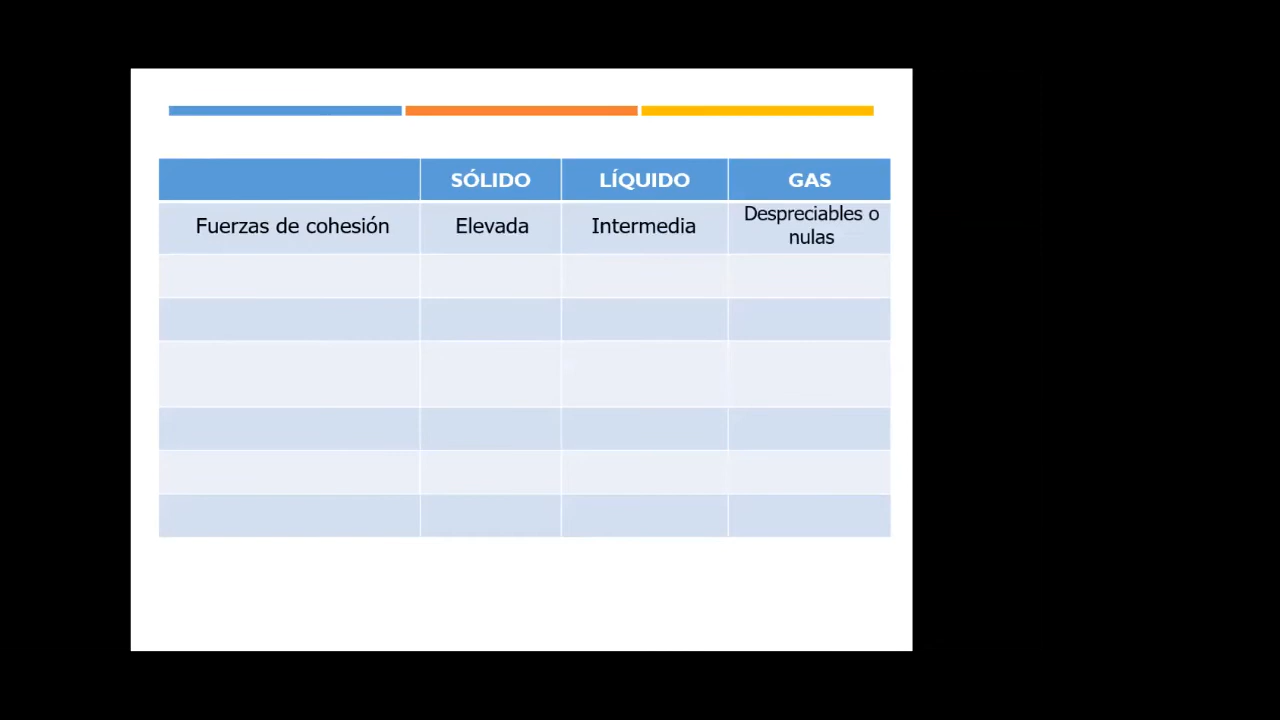 SÓLIDO LÍQUIDO GAS
Fuerzas de cohesión Elevada Intermedia Despreciables o
nulas